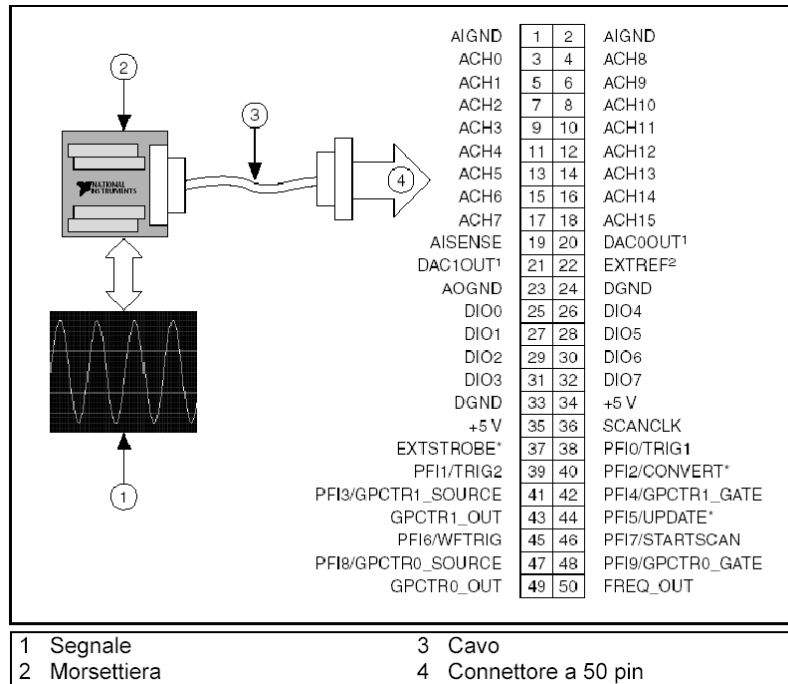 AIGND 1 2 AIGND
ACH0 3 4 ACH8
ACH1 5 6 ACH9
ACH2 7 8 ACH10
ACH3 9 10 ACH11
ACH4 11 12 ACH12
ACH5 13 14 ACH13
ACH6 15 16 ACH14
ACH7 17 18 ACH15
AISENSE 19 20 DAC0OUT¹
DAC1OUT¹ 21 22 EXTREF²
AOGND 23 24 DGND
DIO0 25 26 DIO4
DIO1 27 28 DIO5
DIO2 29 30 DIO6
DIO3 31 32 DIO7
DGND 33 34 +5 V
+5 V 35 36 SCANCLK
EXTSTROBE* 37 38 PFI0/TRIG1
PFI1/TRIG2 39 40 PFI2/CONVERT*
PFI3/GPCTR1_SOURCE 41 42 PFI4/GPCTR1_GATE
GPCTR1_OUT 43 44 PFI5/UPDATE*
PFI6/WFTRIG 45 46 PFI7/STARTSCAN
PFI8/GPCTR0_SOURCE 47 48 PFI9/GPCTR0_GATE
GPCTR0_OUT 49 50 FREQ_OUT
2
3
4
NATIONAL
INSTRUMENTS
1
1 Segnale
2 Morsettiera
3 Cavo
4 Connettore a 50 pin